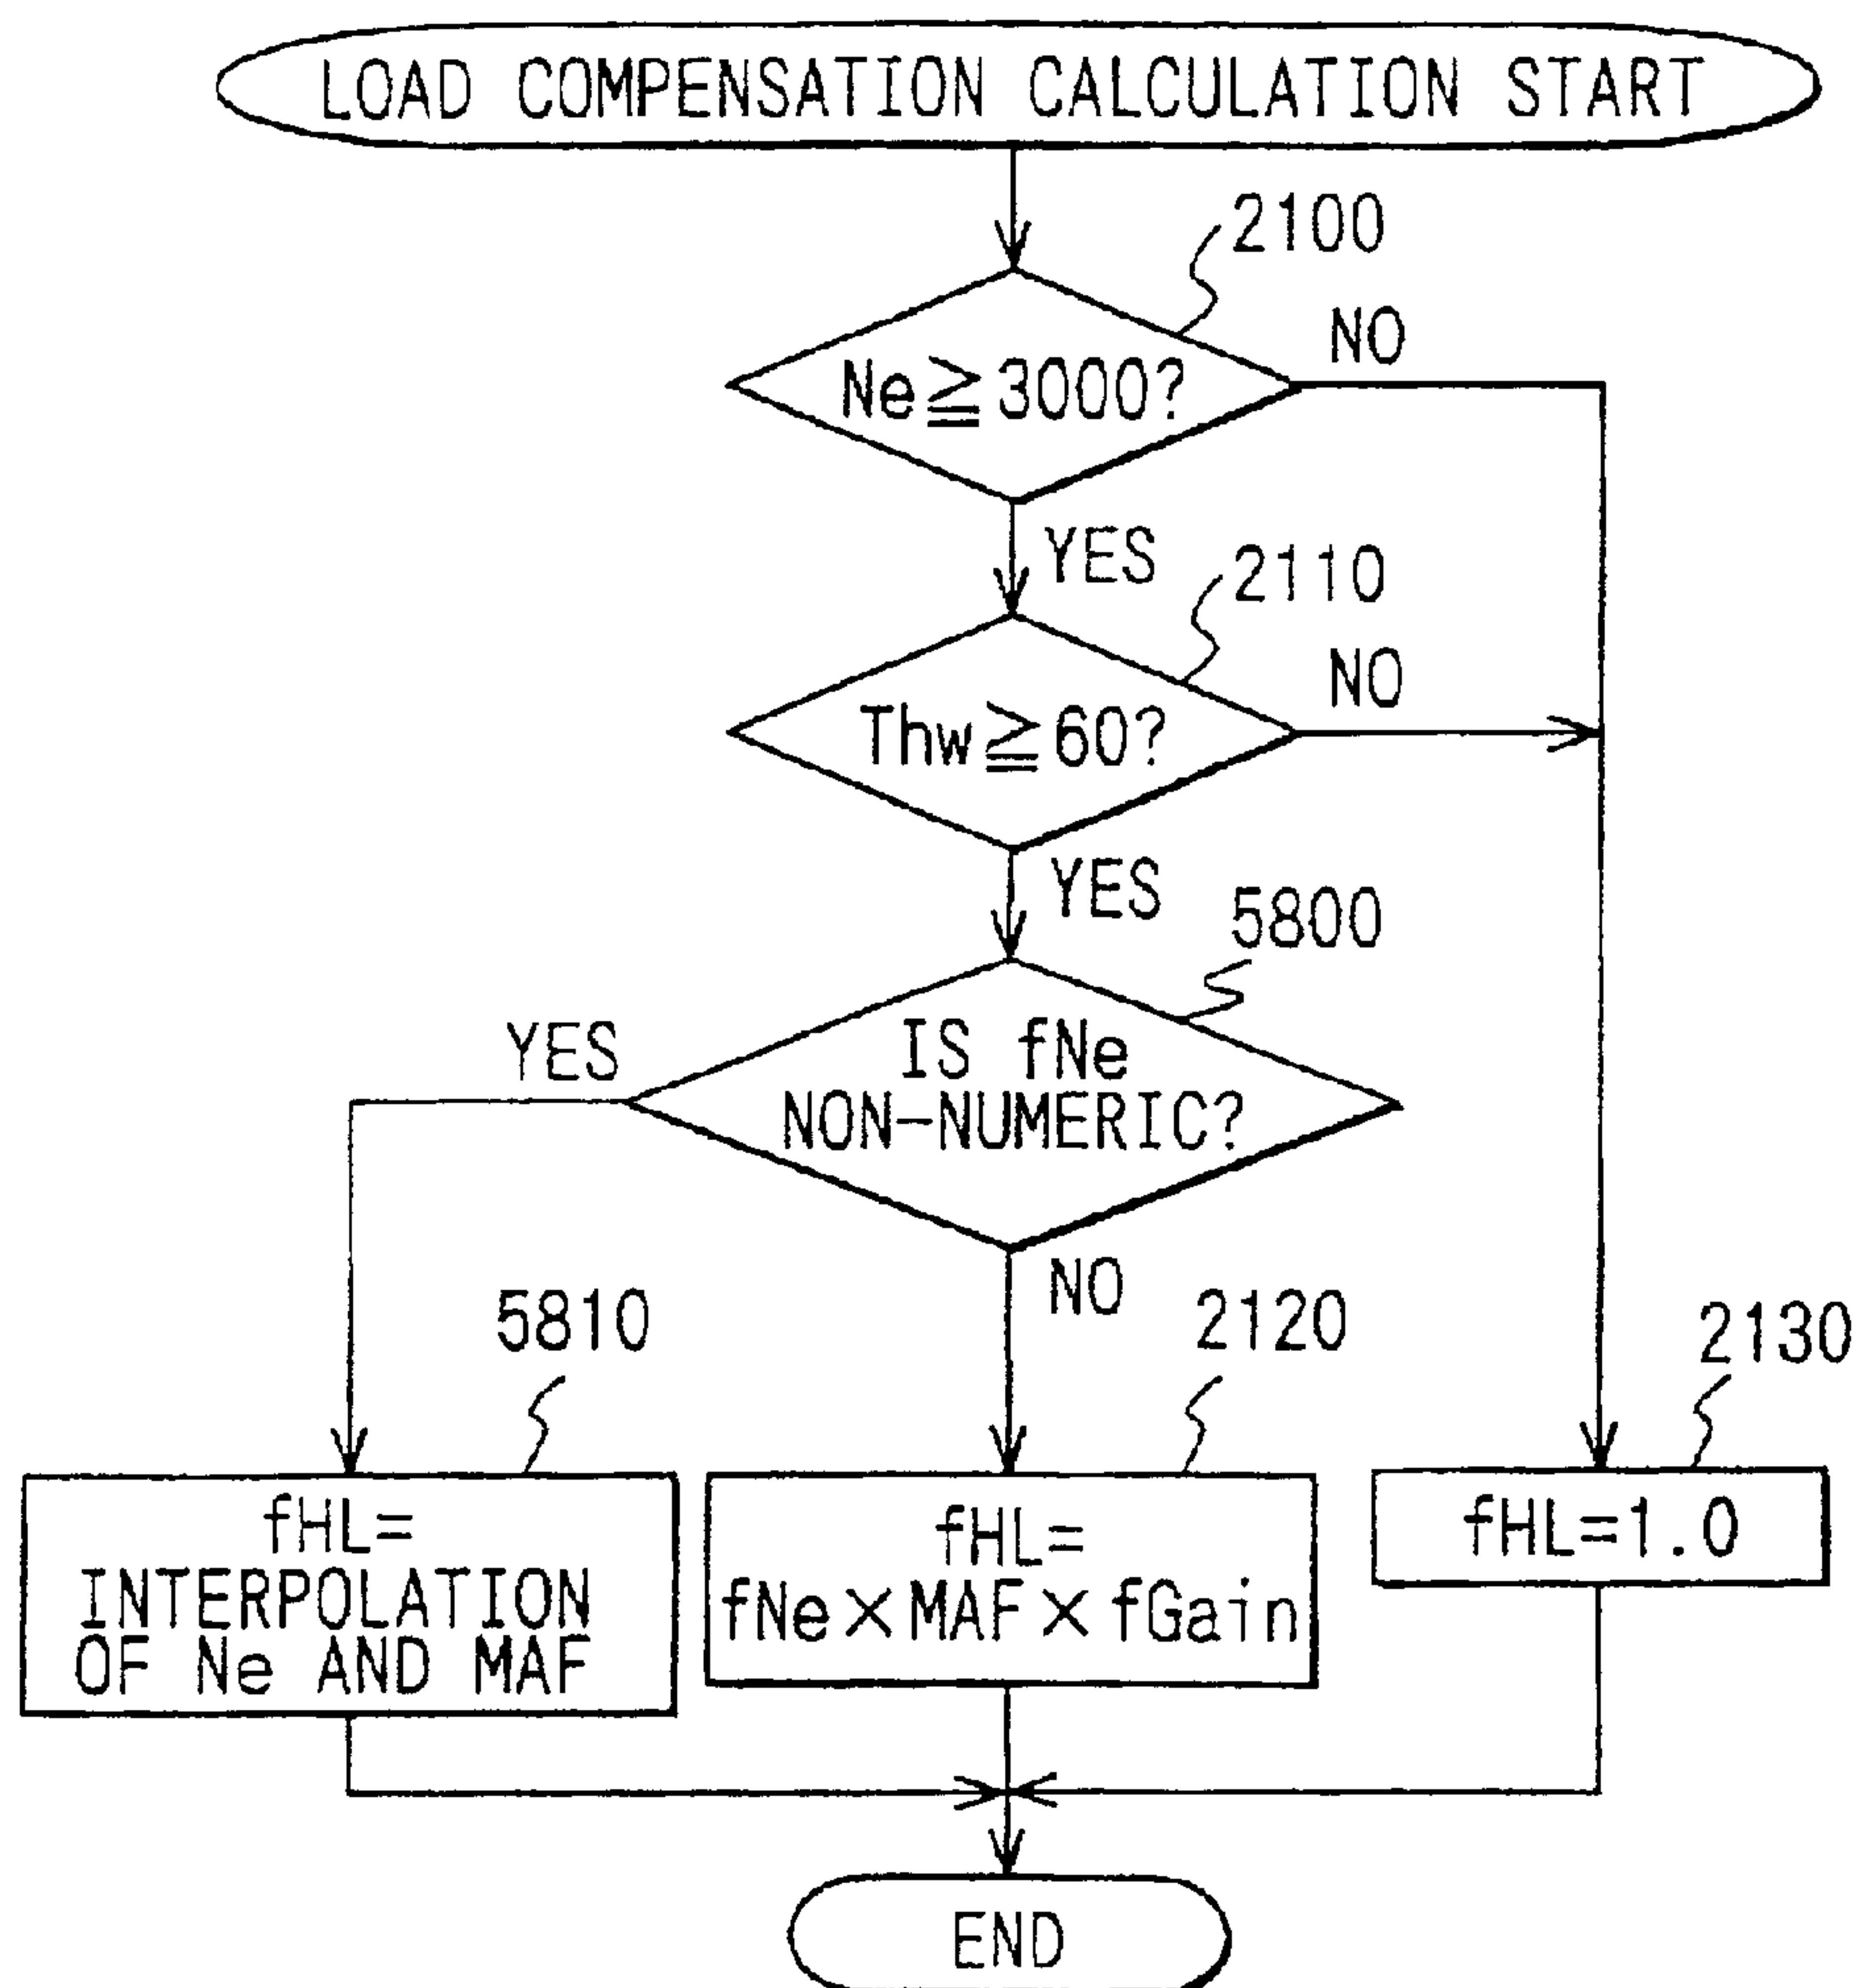 LOAD COMPENSATION CALCULATION START
2100
Ne≧3000?
NO
YES
2110
Thw≧60?
NO
YES
5800
IS fNe
NON-NUMERIC?
YES
NO
5810
fHL=
INTERPOLATION
OF Ne AND MAF
2120
fHL=
fNe×MAF×fGain
2130
fHL=1.0
END